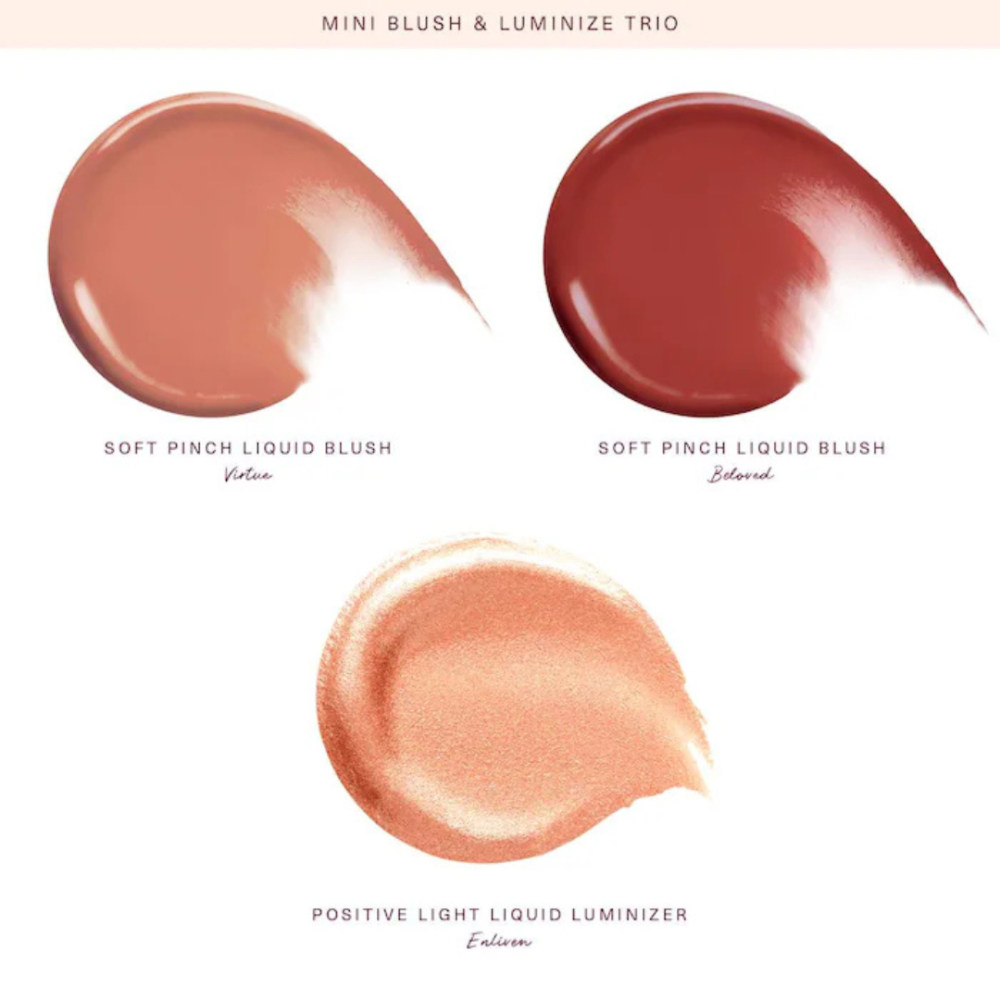 MINI BLUSH & LUMINIZE TRIO
SOFT PINCH LIQUID BLUSH
Virtue
SOFT PINCH LIQUID BLUSH
Beloved
POSITIVE LIGHT LIQUID LUMINIZER
Enliven